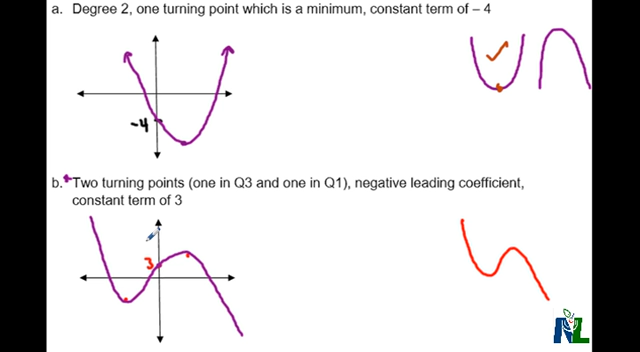 a. Degree 2, one turning point which is a minimum, constant term of – 4
-4
b. Two turning points (one in Q3 and one in Q1), negative leading coefficient,
constant term of 3
3
NL